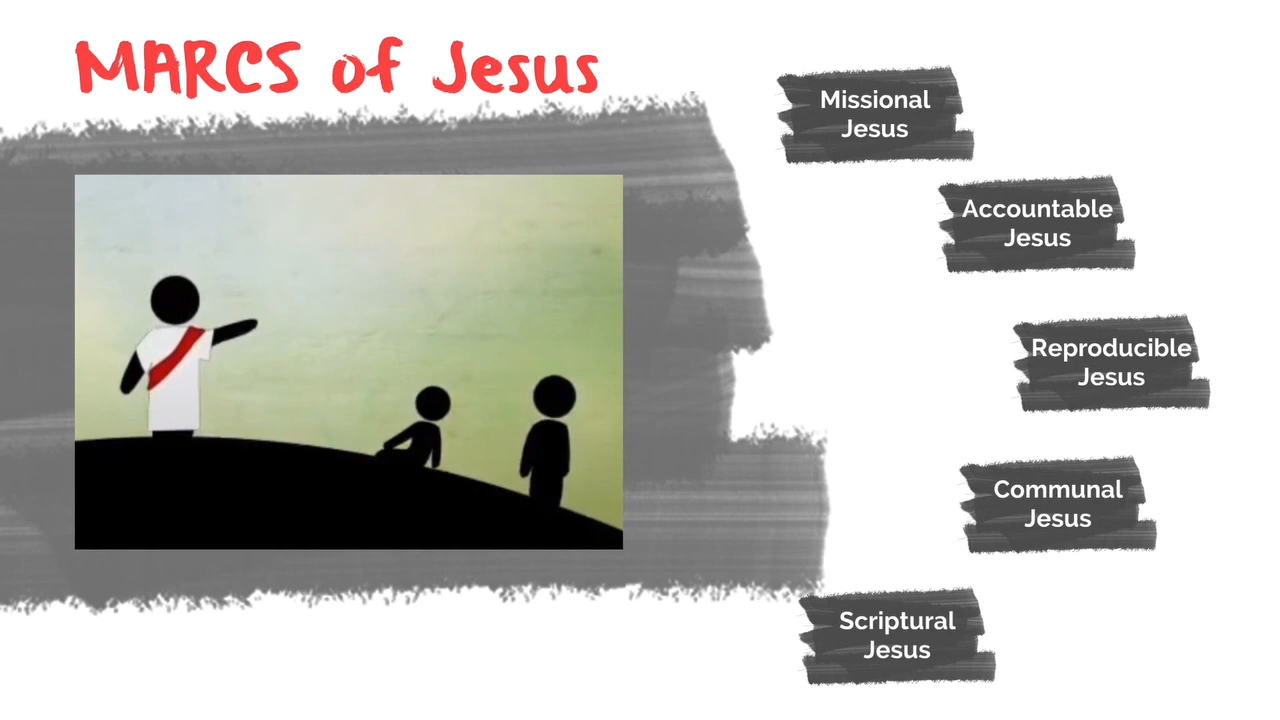 MARCS of Jesus
Missional
Jesus
Accountable
Jesus
Reproducible
Jesus
Communal
Jesus
Scriptural
Jesus